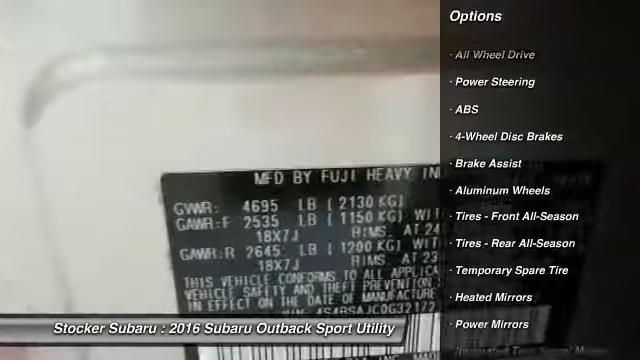 Options
· All Wheel Drive
· Power Steering
· ABS
· 4-Wheel Disc Brakes
· Brake Assist
· Aluminum Wheels
· Tires - Front All-Season
· Tires - Rear All-Season
· Temporary Spare Tire
· Heated Mirrors
· Power Mirrors
MFD BY FUJI HEAVY IN
GVWR: 4695 LB ( 2130 KG)
GAWR:F 2535 LB ( 1150 KG) WIT
18X7J RIMS. AT 24
GAWR:R 2645 LB ( 1200 KG) WIT
18X7J RIMS. AT 23
THIS VEHICLE CONFORMS TO ALL APPLICA
VEHICLE SAFETY AND THEFT PREVENTION
IN EFFECT ON THE DATE OF MANUFACTURE
Stocker Subaru : 2016 Subaru Outback Sport Utility